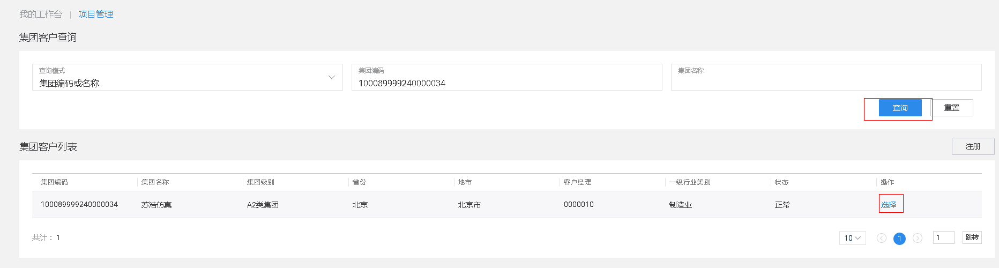 我的工作台 | 项目管理
集团客户查询
查询模式 集团编码 集团名称
集团编码或名称 100089999240000034
查询 重置
集团客户列表 注册
集团编码 集团名称 集团级别 省份 地市 客户经理 一级行业类别 状态 操作
100089999240000034 苏浩仿真 A2类集团 北京 北京市 0000010 制造业 正常 选择
共计： 1 10 1 1 跳转